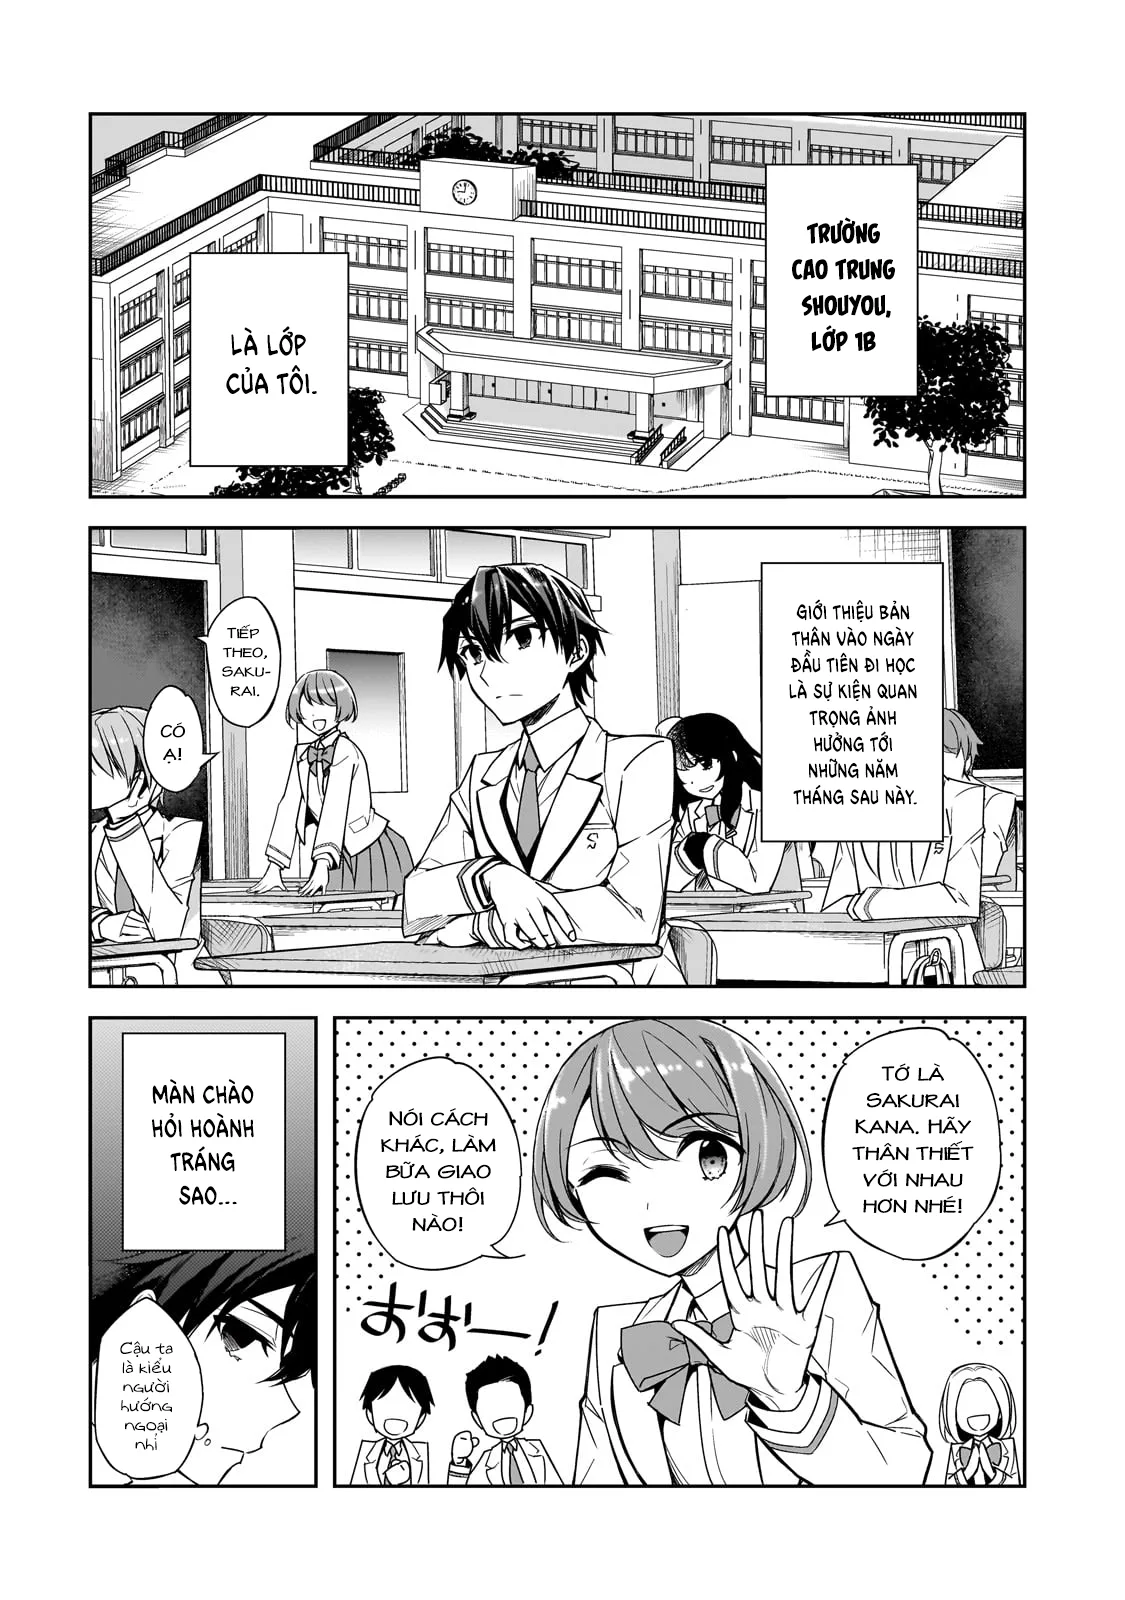 TRƯỜNG
CAO TRUNG
SHOUYOU,
LỚP 1B
LÀ LỚP
CỦA TÔI.
GIỚI THIỆU BẢN
THÂN VÀO NGÀY
ĐẦU TIÊN ĐI HỌC
LÀ SỰ KIỆN QUAN
TRỌNG ẢNH
HƯỞNG TỚI
NHỮNG NĂM
THÁNG SAU NÀY.
TIẾP
THEO,
SAKU-
RAI.
CÓ
Ạ!
TỚ LÀ
SAKURAI
KANA. HÃY
THÂN THIẾT
VỚI NHAU
HƠN NHÉ!
NÓI CÁCH
KHÁC, LÀM
BỮA GIAO
LƯU THÔI
NÀO!
おおー!
MÀN CHÀO
HỎI HOÀNH
TRÁNG
SAO...
Cậu ta
là kiểu
người
hướng
ngoại
nhỉ